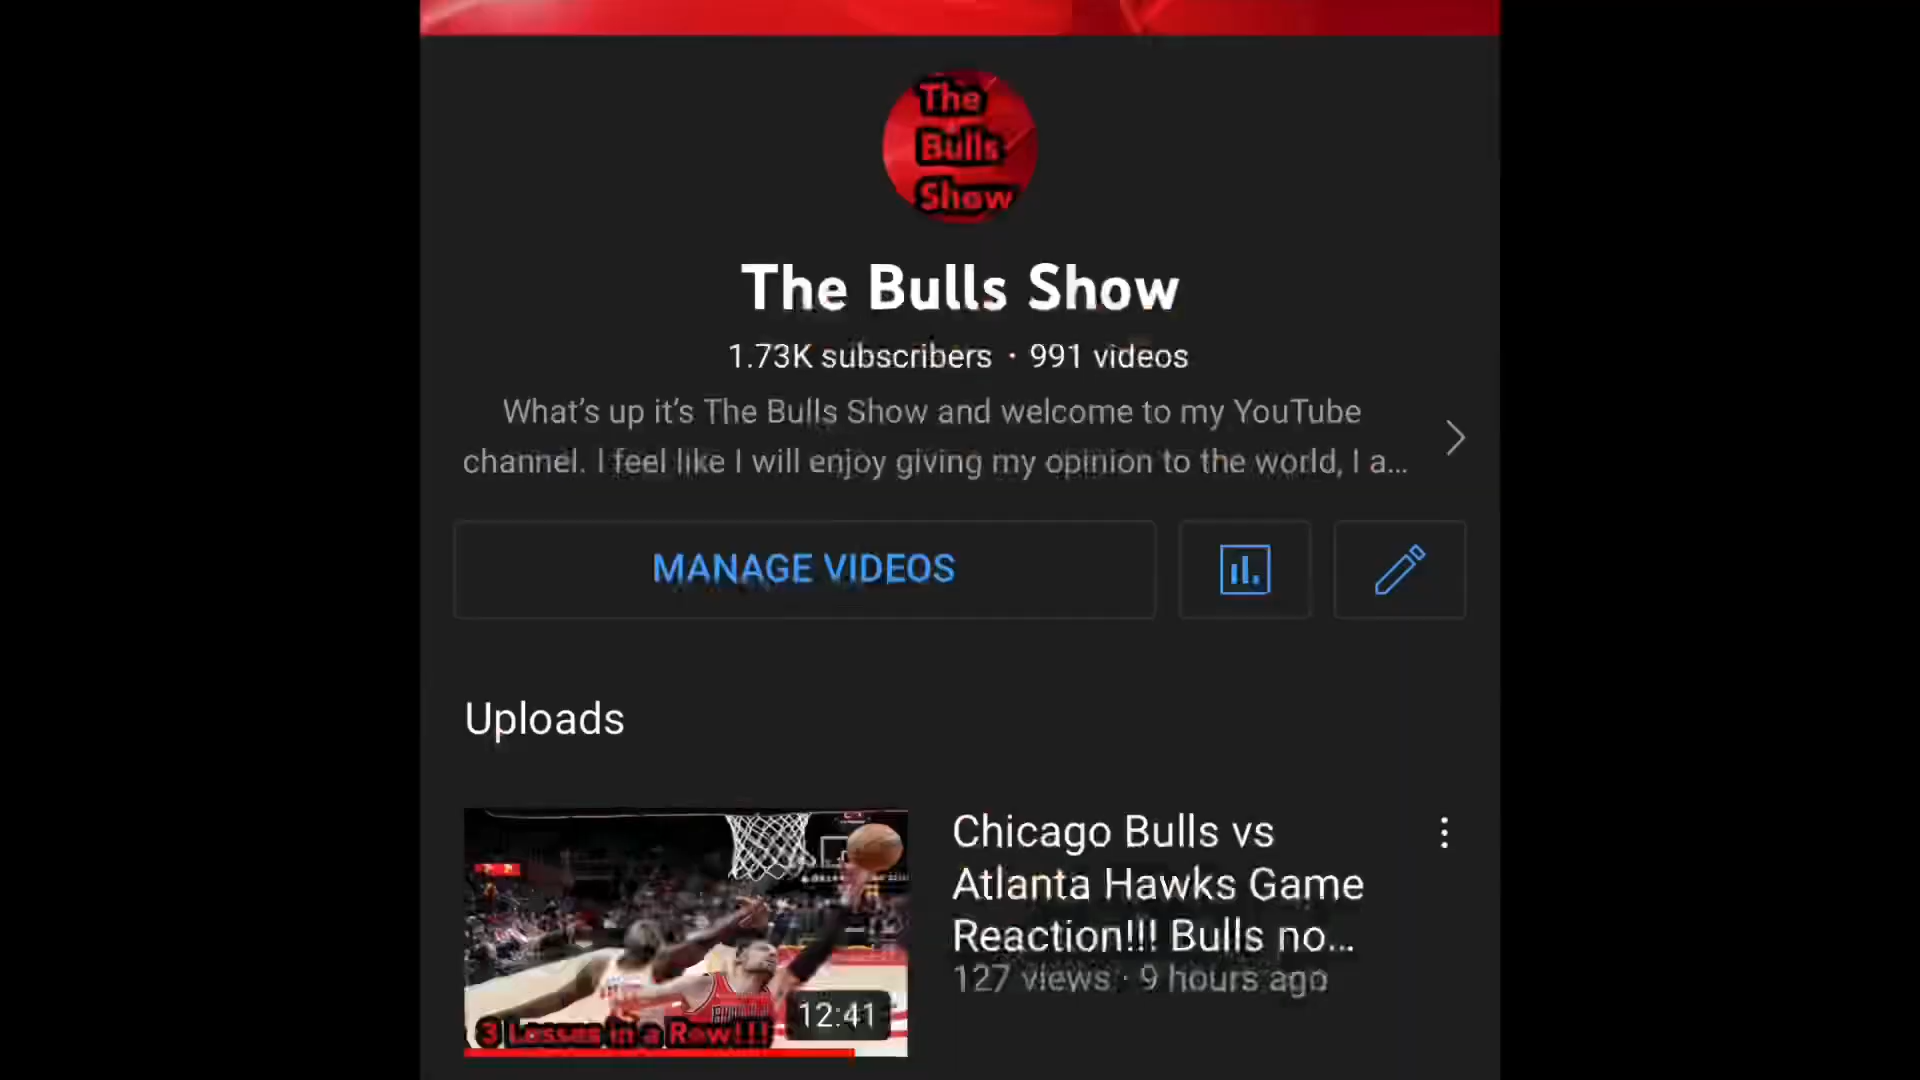 The
Bulls
Show
The Bulls Show
1.73K subscribers · 991 videos
What’s up it’s The Bulls Show and welcome to my YouTube
channel. I feel like I will enjoy giving my opinion to the world, I a...
MANAGE VIDEOS
Uploads
Chicago Bulls vs
Atlanta Hawks Game
Reaction!!! Bulls no...
127 views · 9 hours ago
12:41
3 Losses in a Row!!!